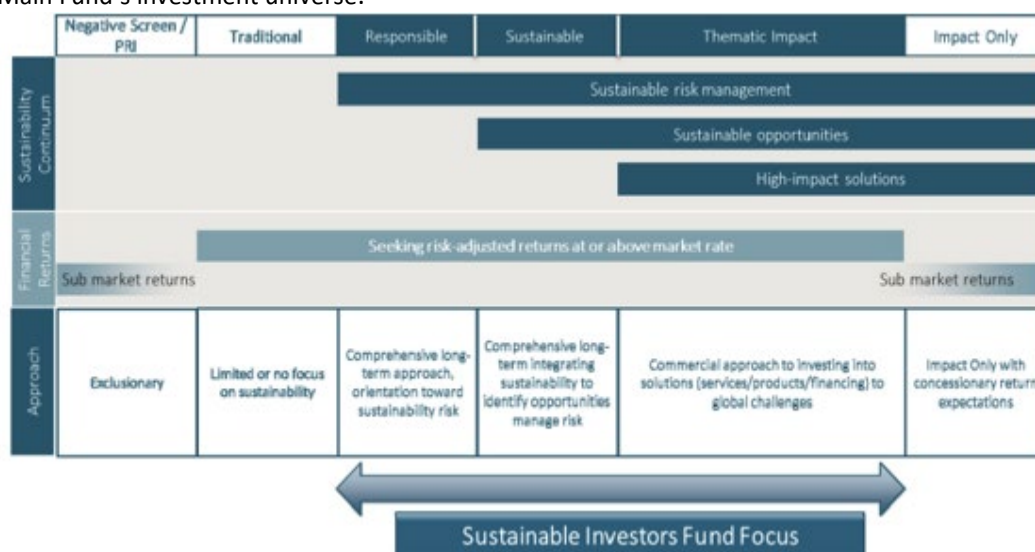 Main Fund's investment universe.
Negative Screen /
PRI
Traditional
Responsible
Sustainable
Thematic Impact
Impact Only
Sustainability
Continuum
Sustainable risk management
Sustainable opportunities
High-impact solutions
Financial
Returns
Seeking risk-adjusted returns at or above market rate
Sub market returns
Sub market returns
Approach
Exclusionary
Limited or no focus
on sustainability
Comprehensive long-
term approach,
orientation toward
sustainability risk
Comprehensive long-
term integrating
sustainability to
identify opportunities
manage risk
Commercial approach to investing into
solutions (services/products/financing) to
global challenges
Impact Only with
concessionary return
expectations
Sustainable Investors Fund Focus